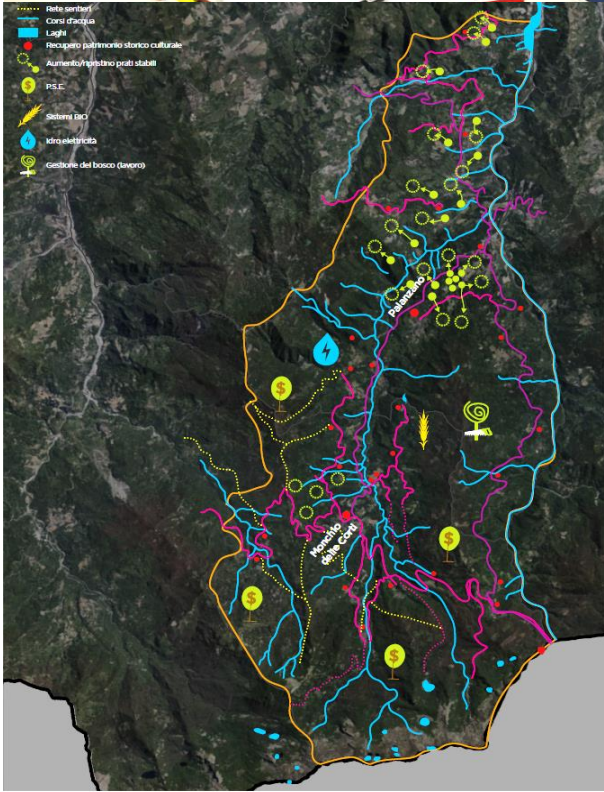 Rete sentieri
Corsi d'acqua
Laghi
Recupero patrimonio storico culturale
Aumento/ripristino prati stabili
$
P.S.E.
Sistemi BIO
Idro elettricità
Gestione del bosco (lavoro)
Palanzano
$
Monchio
delle Corti
$
$
$